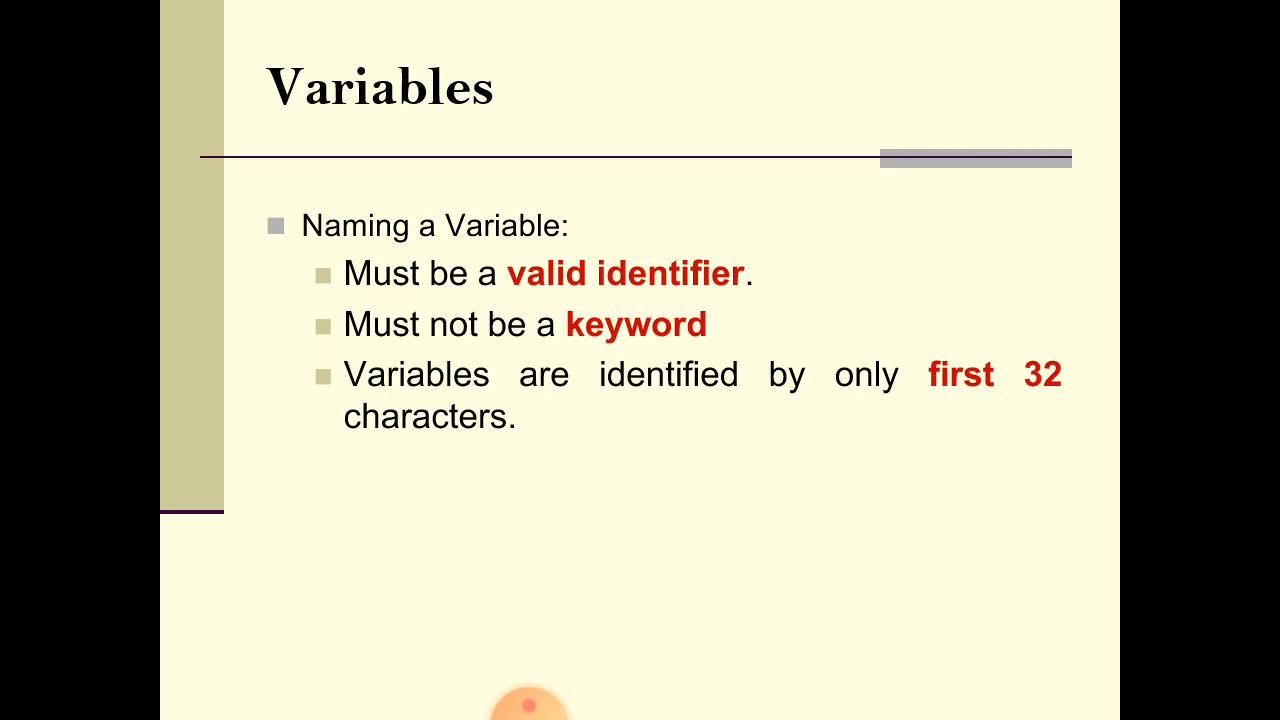 Variables
Naming a Variable:
Must be a valid identifier.
Must not be a keyword
Variables are identified by only first 32
characters.